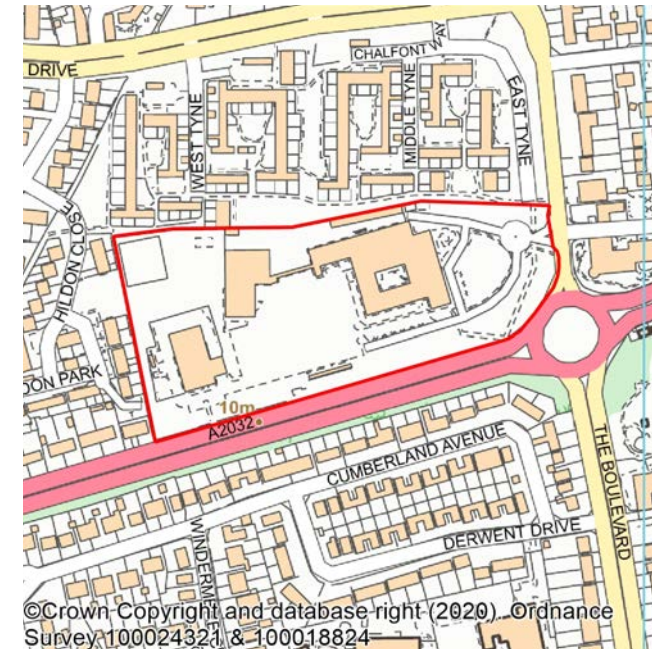 CHALFONT WAY
DRIVE
WEST TYNE
MIDDLE TYNE
EAST TYNE
HILDON CLOSE
DON PARK
10m
A2032
CUMBERLAND AVENUE
THE BOULEVARD
DERWENT DRIVE
WINDERME
©Crown Copyright and database right (2020). Ordnance
Survey 100024321 & 100018824